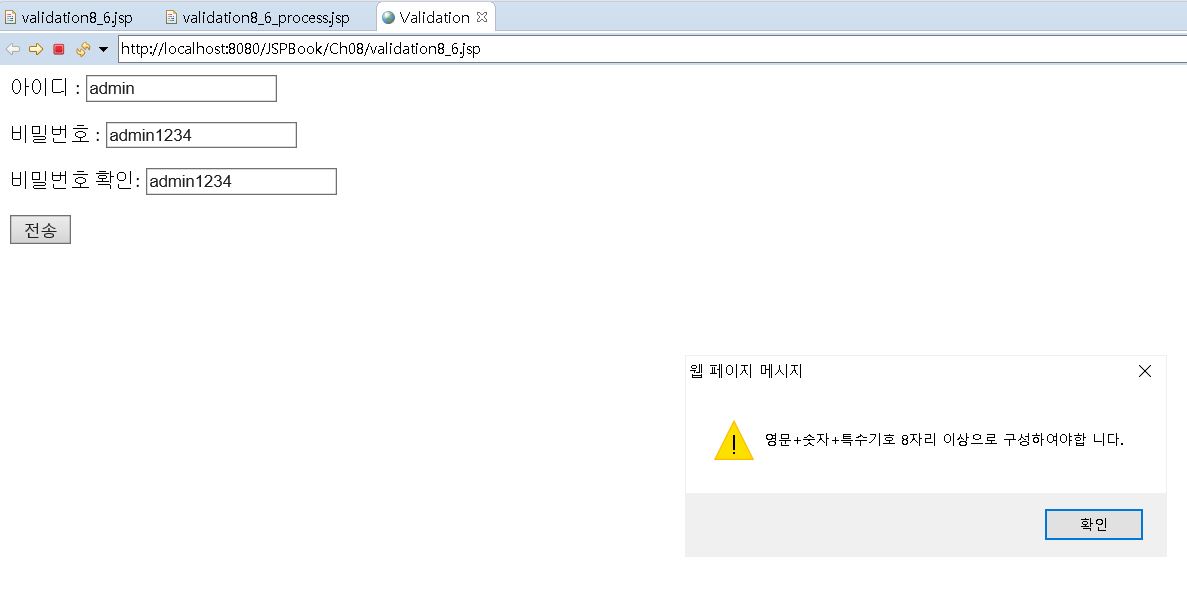 validation8_6.jsp validation8_6_process.jsp Validation
http://localhost:8080/JSPBook/Ch08/validation8_6.jsp
아이디 : admin
비밀번호 : admin1234
비밀번호 확인: admin1234
전송
웹 페이지 메시지
영문+숫자+특수기호 8자리 이상으로 구성하여야합 니다.
확인